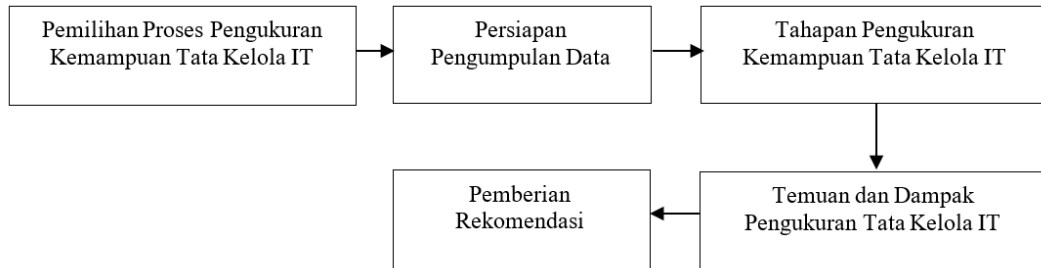 Pemilihan Proses Pengukuran
Kemampuan Tata Kelola IT
Persiapan
Pengumpulan Data
Tahapan Pengukuran
Kemampuan Tata Kelola IT
Temuan dan Dampak
Pengukuran Tata Kelola IT
Pemberian
Rekomendasi